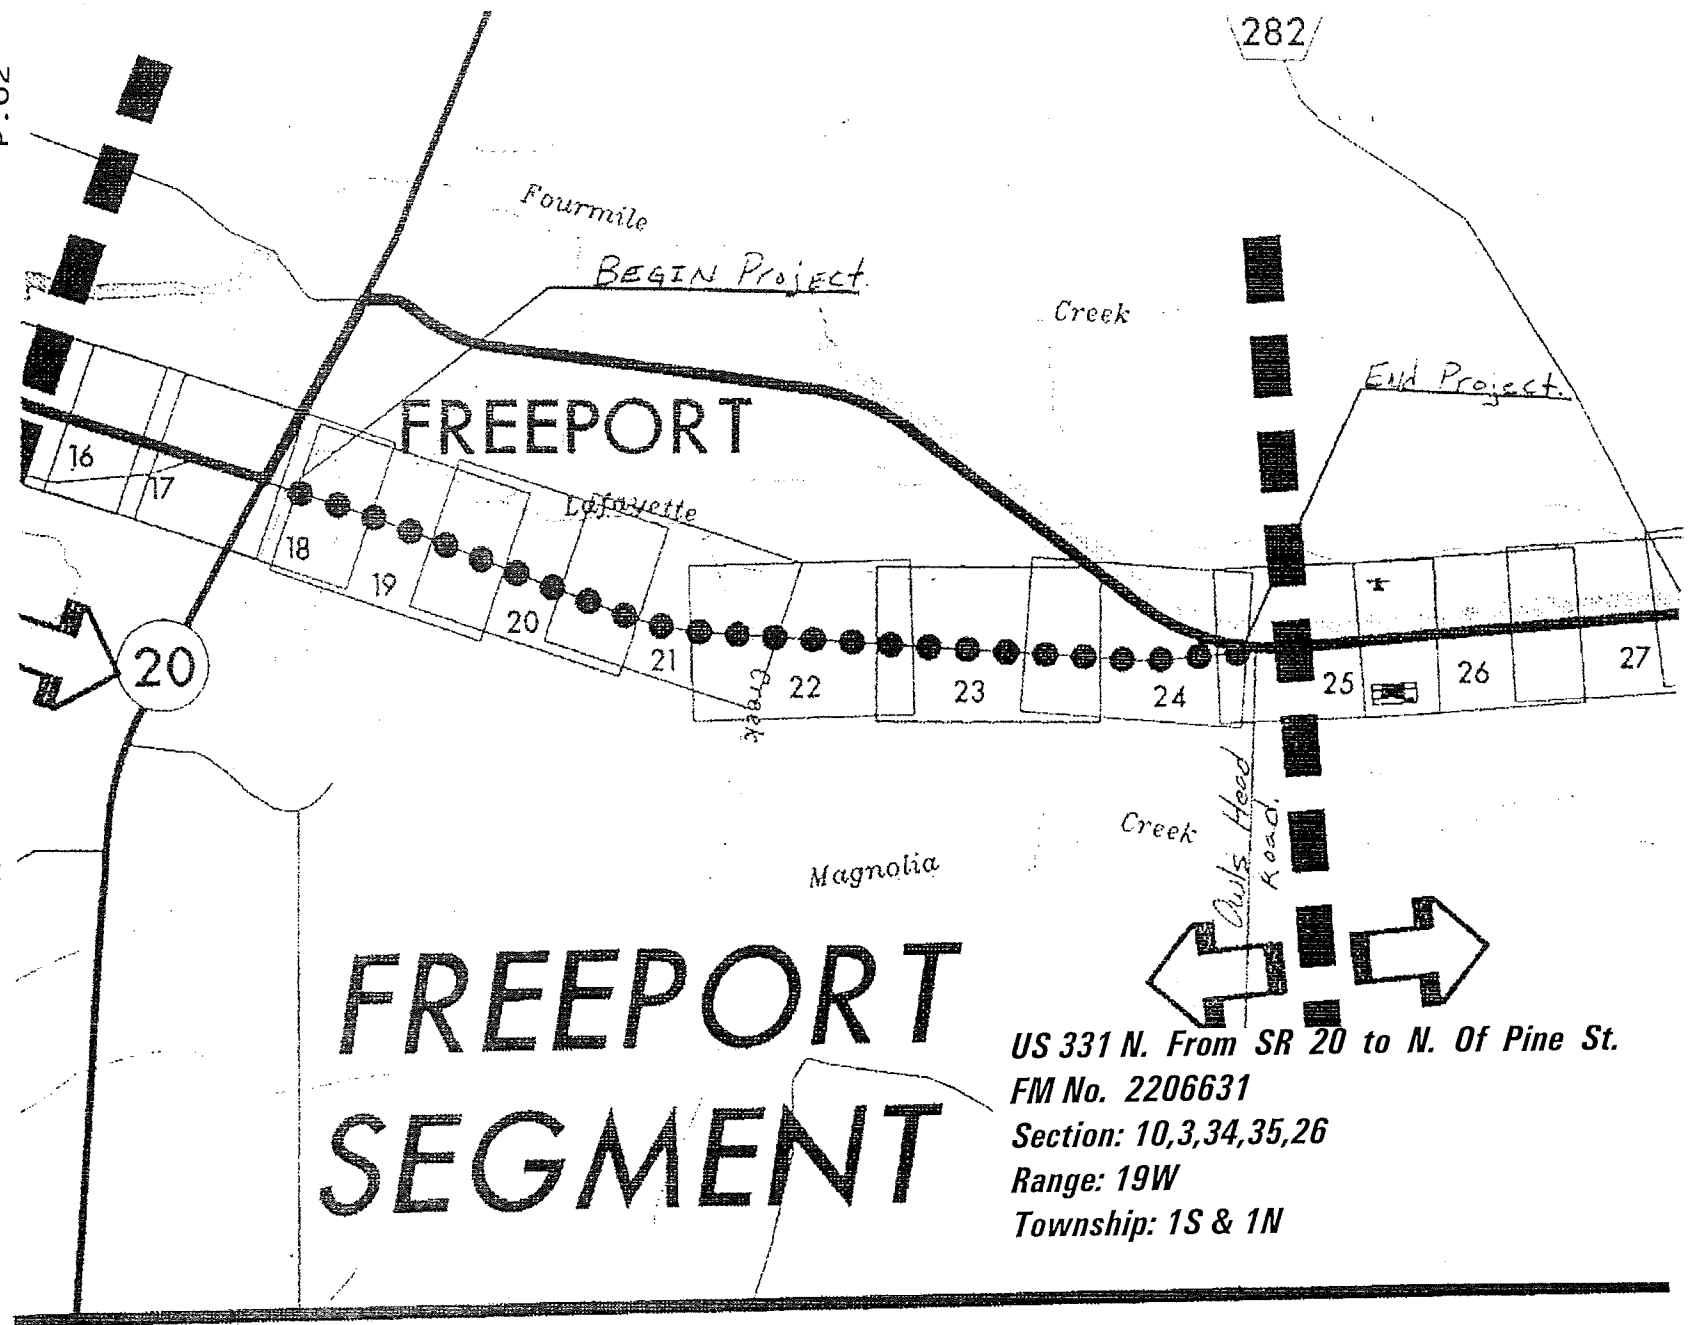 P.02
282
Fourmile
BEGIN Project.
Creek
End Project.
FREEPORT
16
17
Lafayette
18
19
20
21
Creek
22
23
24
25
26
27
20
Owls Head
Road.
Creek
Magnolia
FREEPORT
SEGMENT
US 331 N. From SR 20 to N. Of Pine St.
FM No. 2206631
Section: 10,3,34,35,26
Range: 19W
Township: 1S & 1N